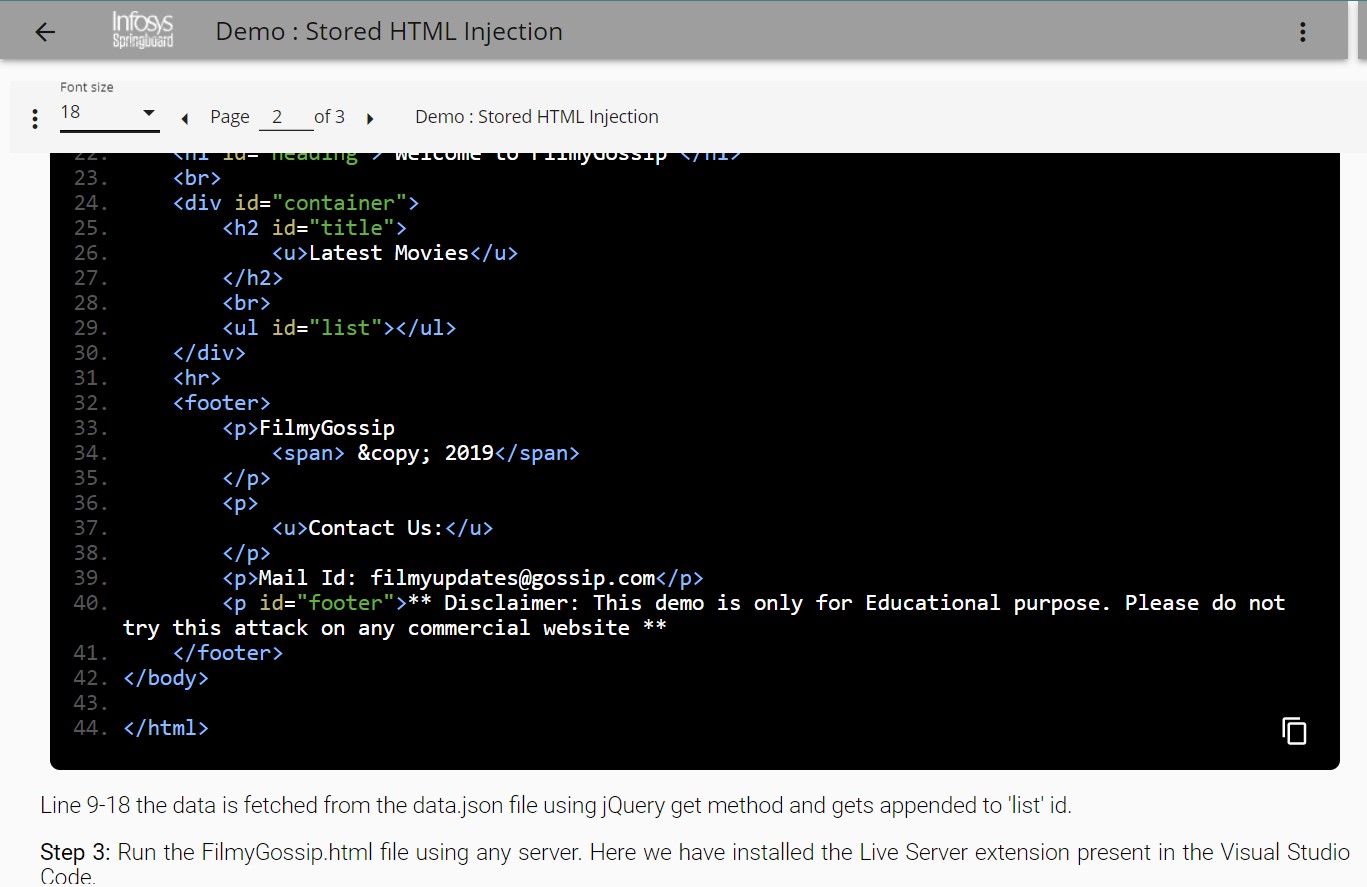 Infosys
Springboard
Demo : Stored HTML Injection
Font size
18
Page 2 of 3
Demo : Stored HTML Injection
22. <h1 id="heading"> Welcome to FilmyGossip </h1>
23. <br>
24. <div id="container">
25. <h2 id="title">
26. <u>Latest Movies</u>
27. </h2>
28. <br>
29. <ul id="list"></ul>
30. </div>
31. <hr>
32. <footer>
33. <p>FilmyGossip
34. <span> &copy; 2019</span>
35. </p>
36. <p>
37. <u>Contact Us:</u>
38. </p>
39. <p>Mail Id: filmyupdates@gossip.com</p>
40. <p id="footer">** Disclaimer: This demo is only for Educational purpose. Please do not
try this attack on any commercial website **
41. </footer>
42. </body>
43.
44. </html>
Line 9-18 the data is fetched from the data.json file using jQuery get method and gets appended to 'list' id.
Step 3: Run the FilmyGossip.html file using any server. Here we have installed the Live Server extension present in the Visual Studio
Code.